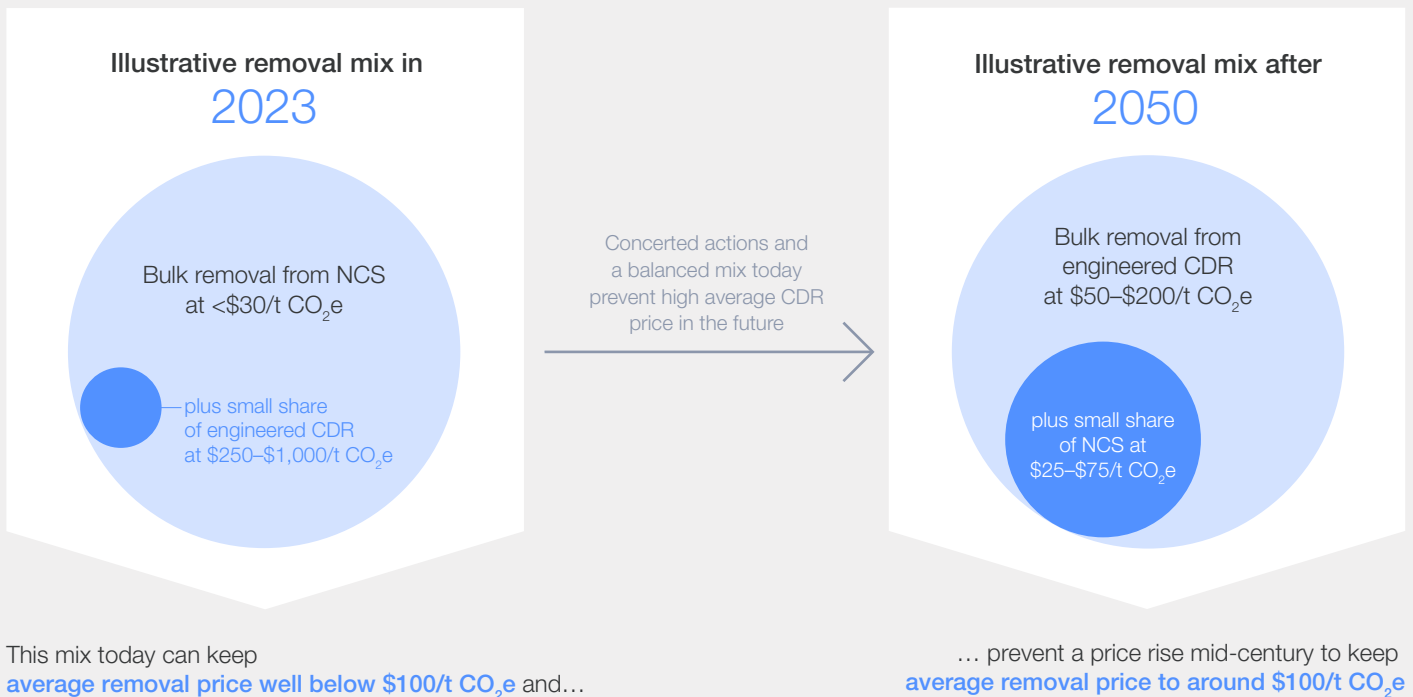 Illustrative removal mix in
2023
Bulk removal from NCS
at <$30/t CO₂e
plus small share
of engineered CDR
at $250–$1,000/t CO₂e
This mix today can keep
average removal price well below $100/t CO₂e and…
Concerted actions and
a balanced mix today
prevent high average CDR
price in the future
Illustrative removal mix after
2050
Bulk removal from
engineered CDR
at $50–$200/t CO₂e
plus small share
of NCS at
$25–$75/t CO₂e
… prevent a price rise mid-century to keep
average removal price to around $100/t CO₂e